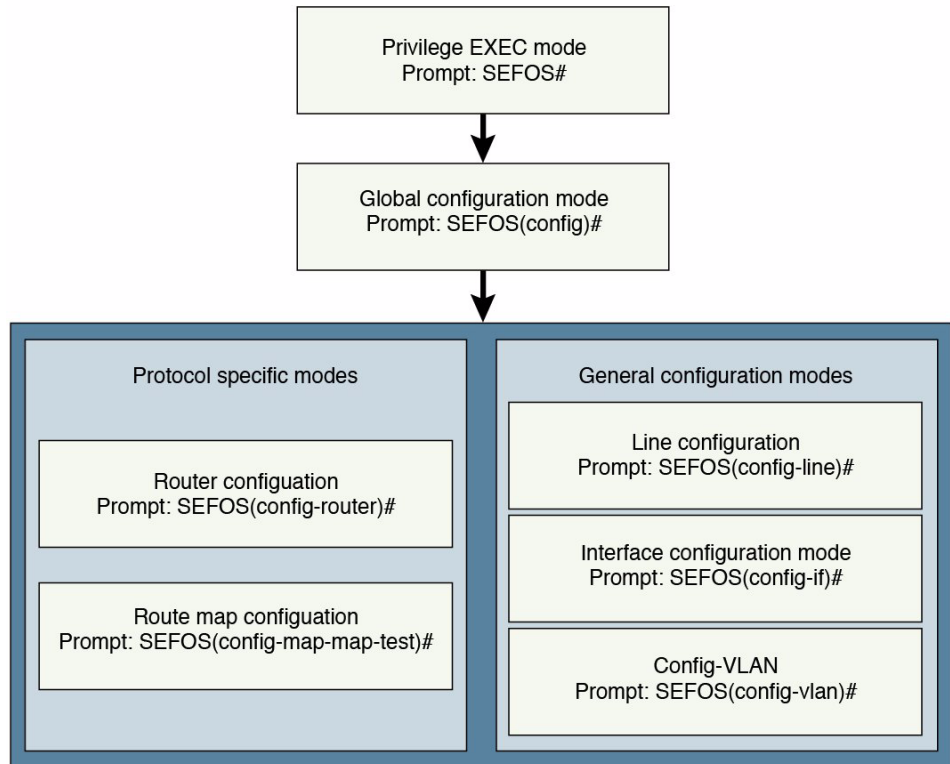 Privilege EXEC mode
Prompt: SEFOS#
Global configuration mode
Prompt: SEFOS(config)#
Protocol specific modes
Router configuation
Prompt: SEFOS(config-router)#
Route map configuation
Prompt: SEFOS(config-map-map-test)#
General configuration modes
Line configuration
Prompt: SEFOS(config-line)#
Interface configuration mode
Prompt: SEFOS(config-if)#
Config-VLAN
Prompt: SEFOS(config-vlan)#